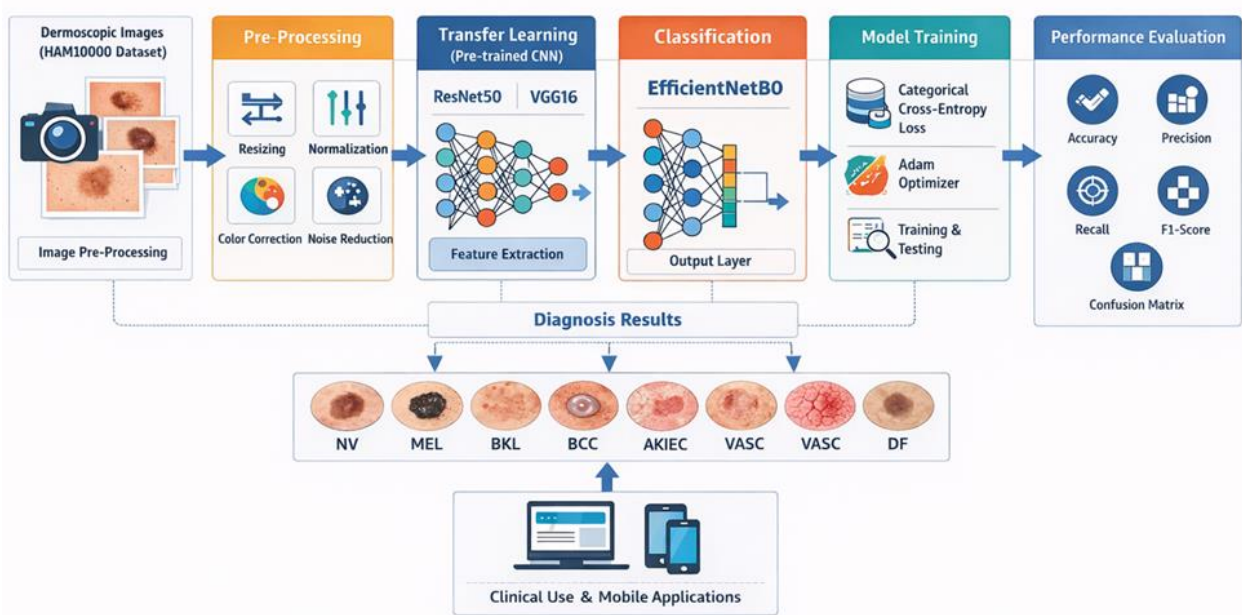 Dermoscopic Images
(HAM10000 Dataset)
Image Pre-Processing
Pre-Processing
Resizing
Normalization
Color Correction
Noise Reduction
Transfer Learning
(Pre-trained CNN)
ResNet50 | VGG16
Feature Extraction
Classification
EfficientNetB0
Output Layer
Model Training
Categorical
Cross-Entropy
Loss
Adam
Optimizer
Training &
Testing
Performance Evaluation
Accuracy
Precision
Recall
F1-Score
Confusion Matrix
Diagnosis Results
NV
MEL
BKL
BCC
AKIEC
VASC
VASC
DF
Clinical Use & Mobile Applications